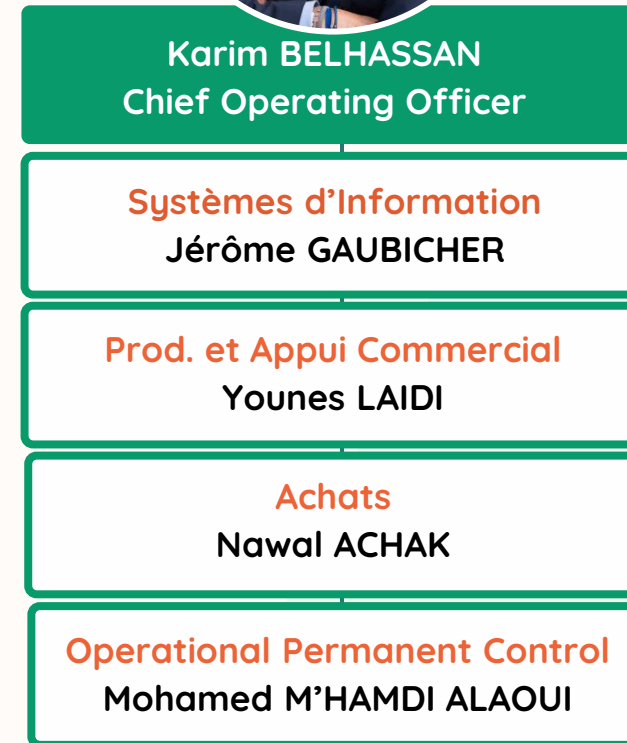 Karim BELHASSAN
Chief Operating Officer
Systèmes d’Information
Jérôme GAUBICHER
Prod. et Appui Commercial
Younes LAIDI
Achats
Nawal ACHAK
Operational Permanent Control
Mohamed M’HAMDI ALAOUI